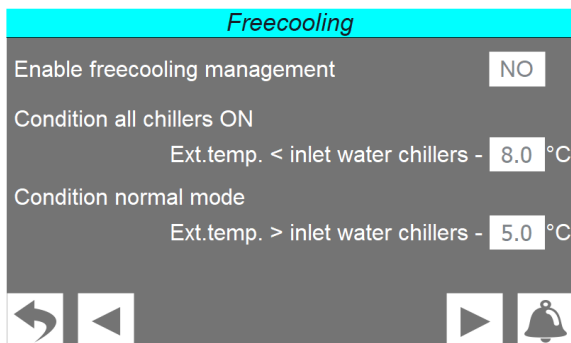 Freecooling
Enable freecooling management NO
Condition all chillers ON
Ext.temp. < inlet water chillers - 8.0 °C
Condition normal mode
Ext.temp. > inlet water chillers - 5.0 °C